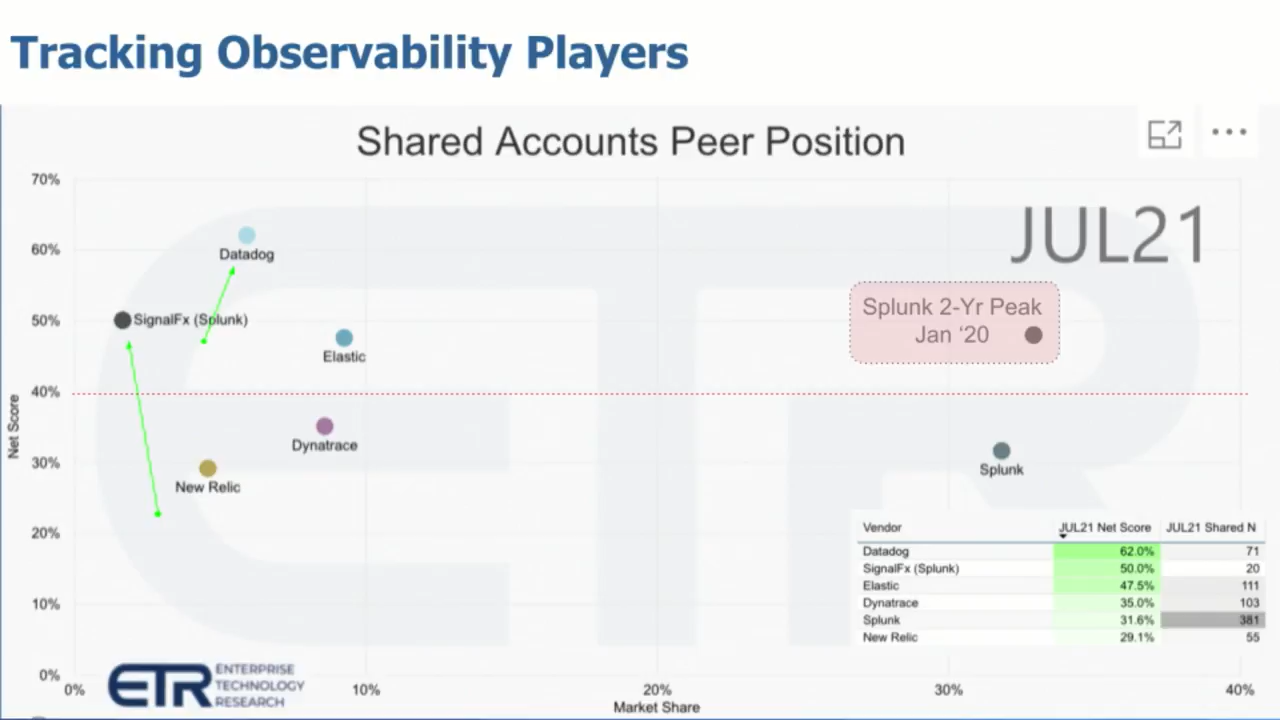 Tracking Observability Players
Shared Accounts Peer Position
JUL21
70%
60%
50%
40%
30%
20%
10%
0%
Net Score
Datadog
SignalFx (Splunk)
Elastic
Dynatrace
New Relic
Splunk 2-Yr Peak
Jan ‘20
Splunk
Vendor JUL21 Net Score JUL21 Shared N
Datadog 62.0% 71
SignalFx (Splunk) 50.0% 20
Elastic 47.5% 111
Dynatrace 35.0% 103
Splunk 31.6% 381
New Relic 29.1% 55
ETR
ENTERPRISE
TECHNOLOGY
RESEARCH
0% 10% 20% 30% 40%
Market Share